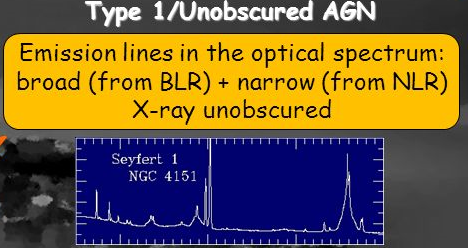 Type 1/Unobscured AGN
Emission lines in the optical spectrum:
broad (from BLR) + narrow (from NLR)
X-ray unobscured
Seyfert 1
NGC 4151